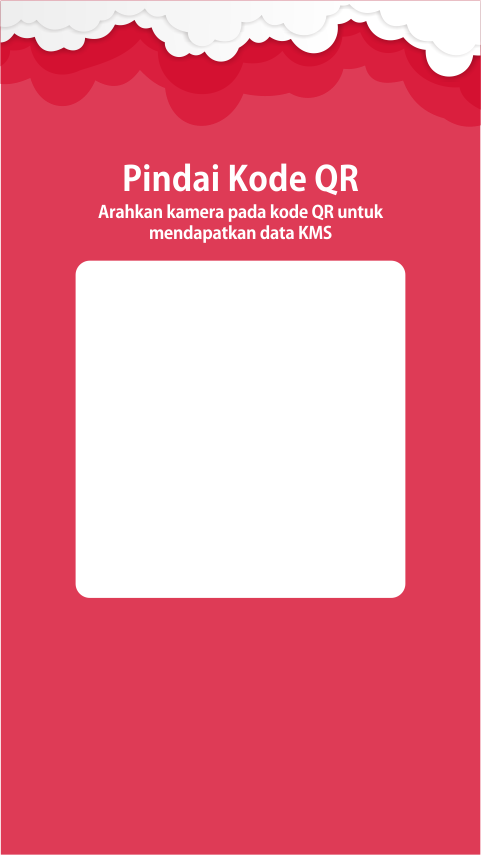 Pindai Kode QR
Arahkan kamera pada kode QR untuk
mendapatkan data KMS